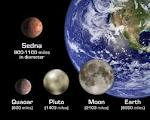 Sedna
800-1100 miles
in diameter
Quaoar
(800 miles)
Pluto
(1400 miles)
Moon
(2100 miles)
Earth
(8000 miles)